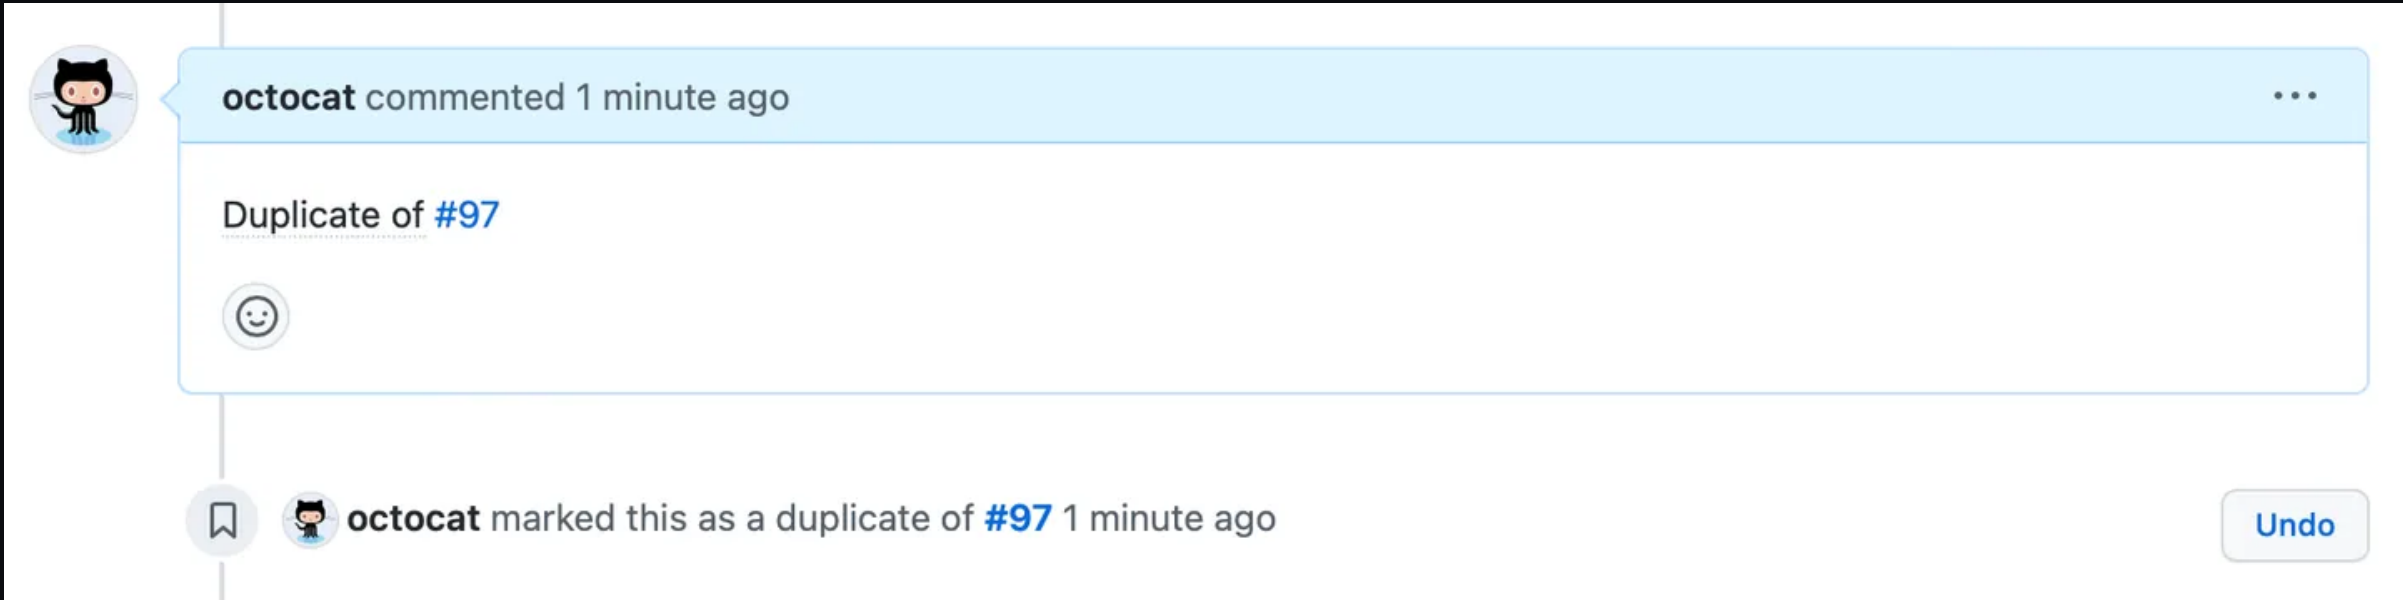 octocat commented 1 minute ago
Duplicate of #97
octocat marked this as a duplicate of #97 1 minute ago
Undo